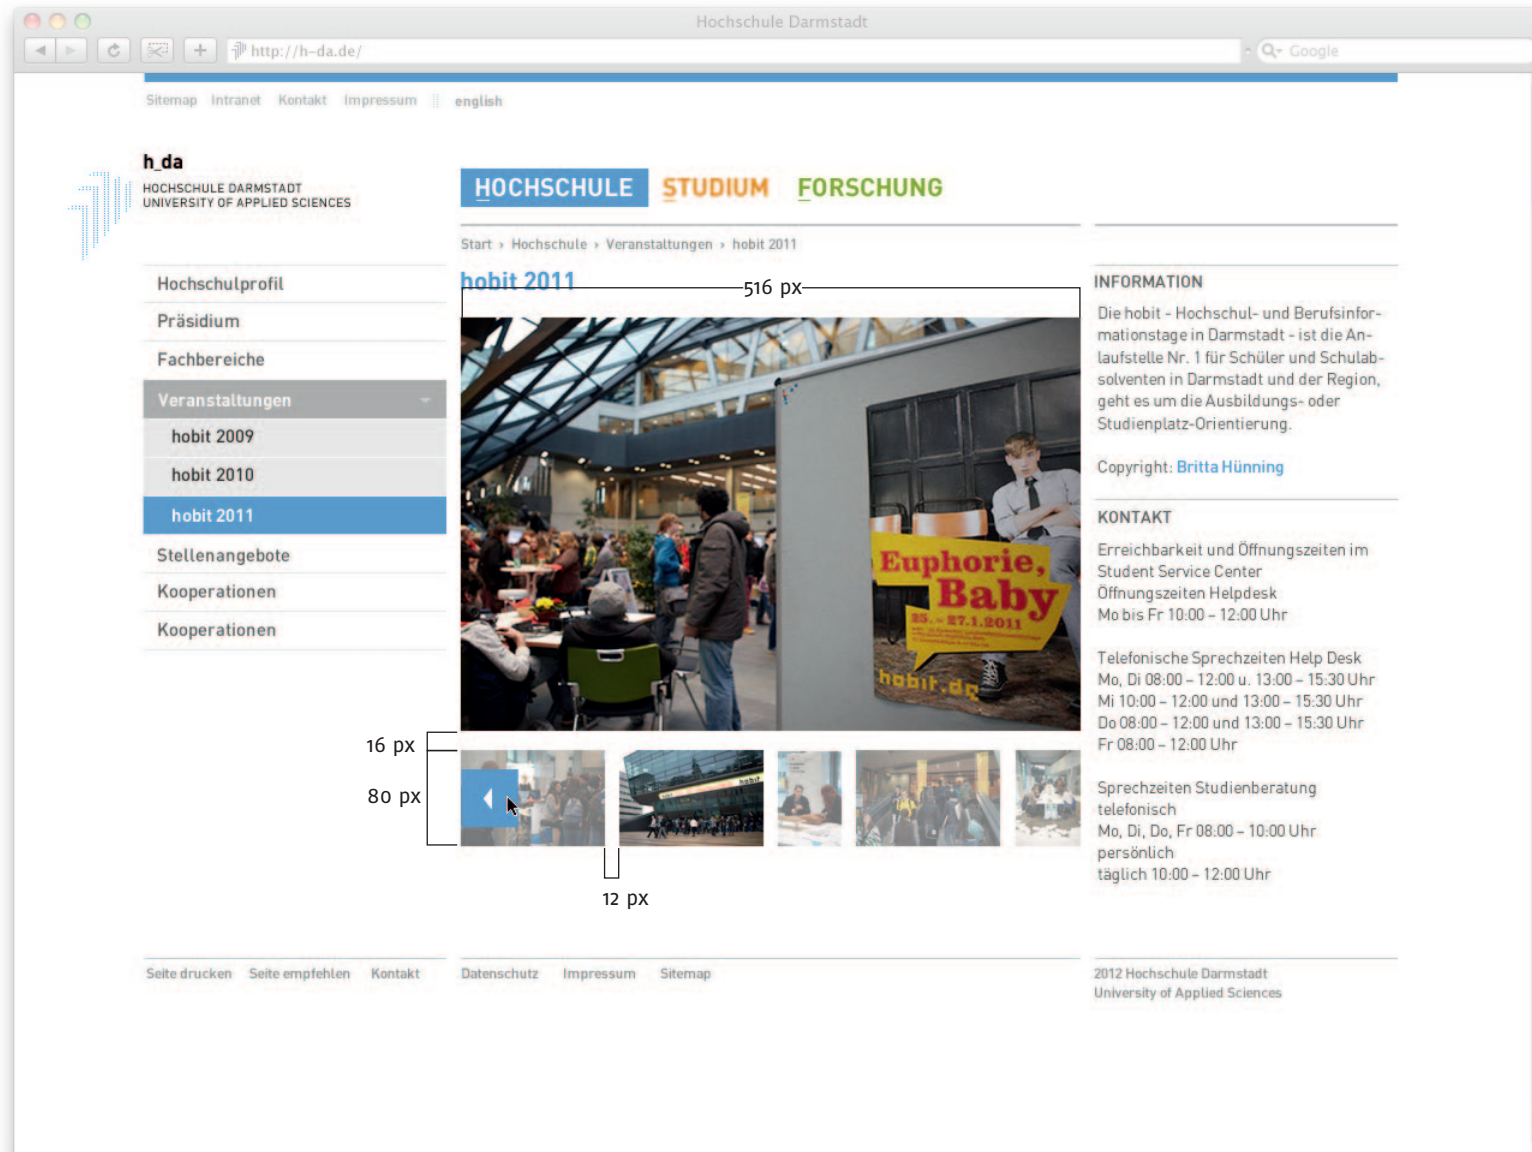 Hochschule Darmstadt
http://h-da.de/
Google
Sitemap Intranet Kontakt Impressum english
h_da
HOCHSCHULE DARMSTADT
UNIVERSITY OF APPLIED SCIENCES
HOCHSCHULE STUDIUM FORSCHUNG
Start › Hochschule › Veranstaltungen › hobit 2011
hobit 2011
516 px
Hochschulprofil
Präsidium
Fachbereiche
Veranstaltungen
hobit 2009
hobit 2010
hobit 2011
Stellenangebote
Kooperationen
Kooperationen
Euphorie,
Baby
25. – 27.1.2011
hobit.de
16 px
80 px
hobit
12 px
INFORMATION
Die hobit - Hochschul- und Berufsinfor-
mationstage in Darmstadt - ist die An-
laufstelle Nr. 1 für Schüler und Schulab-
solventen in Darmstadt und der Region,
geht es um die Ausbildungs- oder
Studienplatz-Orientierung.
Copyright: Britta Hünning
KONTAKT
Erreichbarkeit und Öffnungszeiten im
Student Service Center
Öffnungszeiten Helpdesk
Mo bis Fr 10:00 – 12:00 Uhr
Telefonische Sprechzeiten Help Desk
Mo, Di 08:00 – 12:00 u. 13:00 – 15:30 Uhr
Mi 10:00 – 12:00 und 13:00 – 15:30 Uhr
Do 08:00 – 12:00 und 13:00 – 15:30 Uhr
Fr 08:00 – 12:00 Uhr
Sprechzeiten Studienberatung
telefonisch
Mo, Di, Do, Fr 08:00 – 10:00 Uhr
persönlich
täglich 10:00 – 12:00 Uhr
Seite drucken Seite empfehlen Kontakt
Datenschutz Impressum Sitemap
2012 Hochschule Darmstadt
University of Applied Sciences